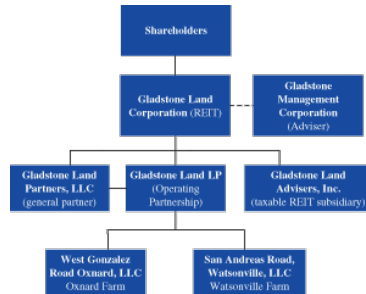 Shareholders
Gladstone Land
Corporation (REIT)
Gladstone
Management
Corporation
(Adviser)
Gladstone Land
Partners, LLC
(general partner)
Gladstone Land LP
(Operating
Partnership)
Gladstone Land
Advisers, Inc.
(taxable REIT subsidiary)
West Gonzalez
Road Oxnard, LLC
Oxnard Farm
San Andreas Road,
Watsonville, LLC
Watsonville Farm